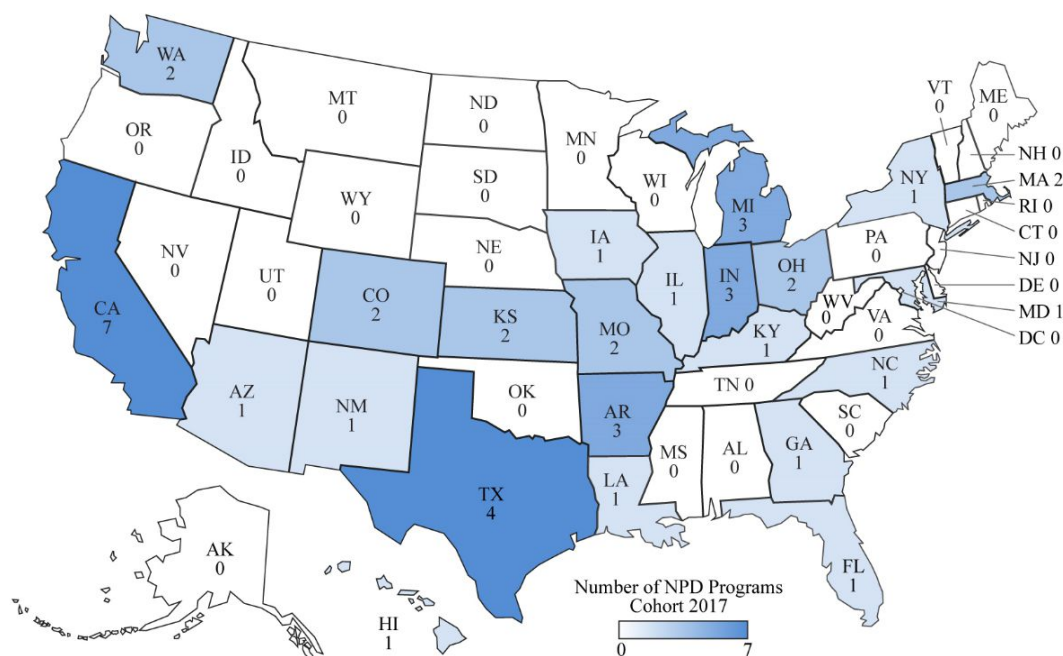 WA
2
OR
0
CA
7
NV
0
ID
0
MT
0
WY
0
UT
0
AZ
1
CO
2
NM
1
ND
0
SD
0
NE
0
KS
2
OK
0
TX
4
MN
0
IA
1
MO
2
AR
3
LA
1
WI
0
IL
1
MI
3
IN
3
OH
2
KY
1
TN 0
MS
0
AL
0
GA
1
FL
1
SC
0
NC
1
VA
0
WV
0
PA
0
NY
1
VT
0
ME
0
NH 0
MA 2
RI 0
CT 0
NJ 0
DE 0
MD 1
DC 0
AK
0
HI
1
Number of NPD Programs
Cohort 2017
0 7